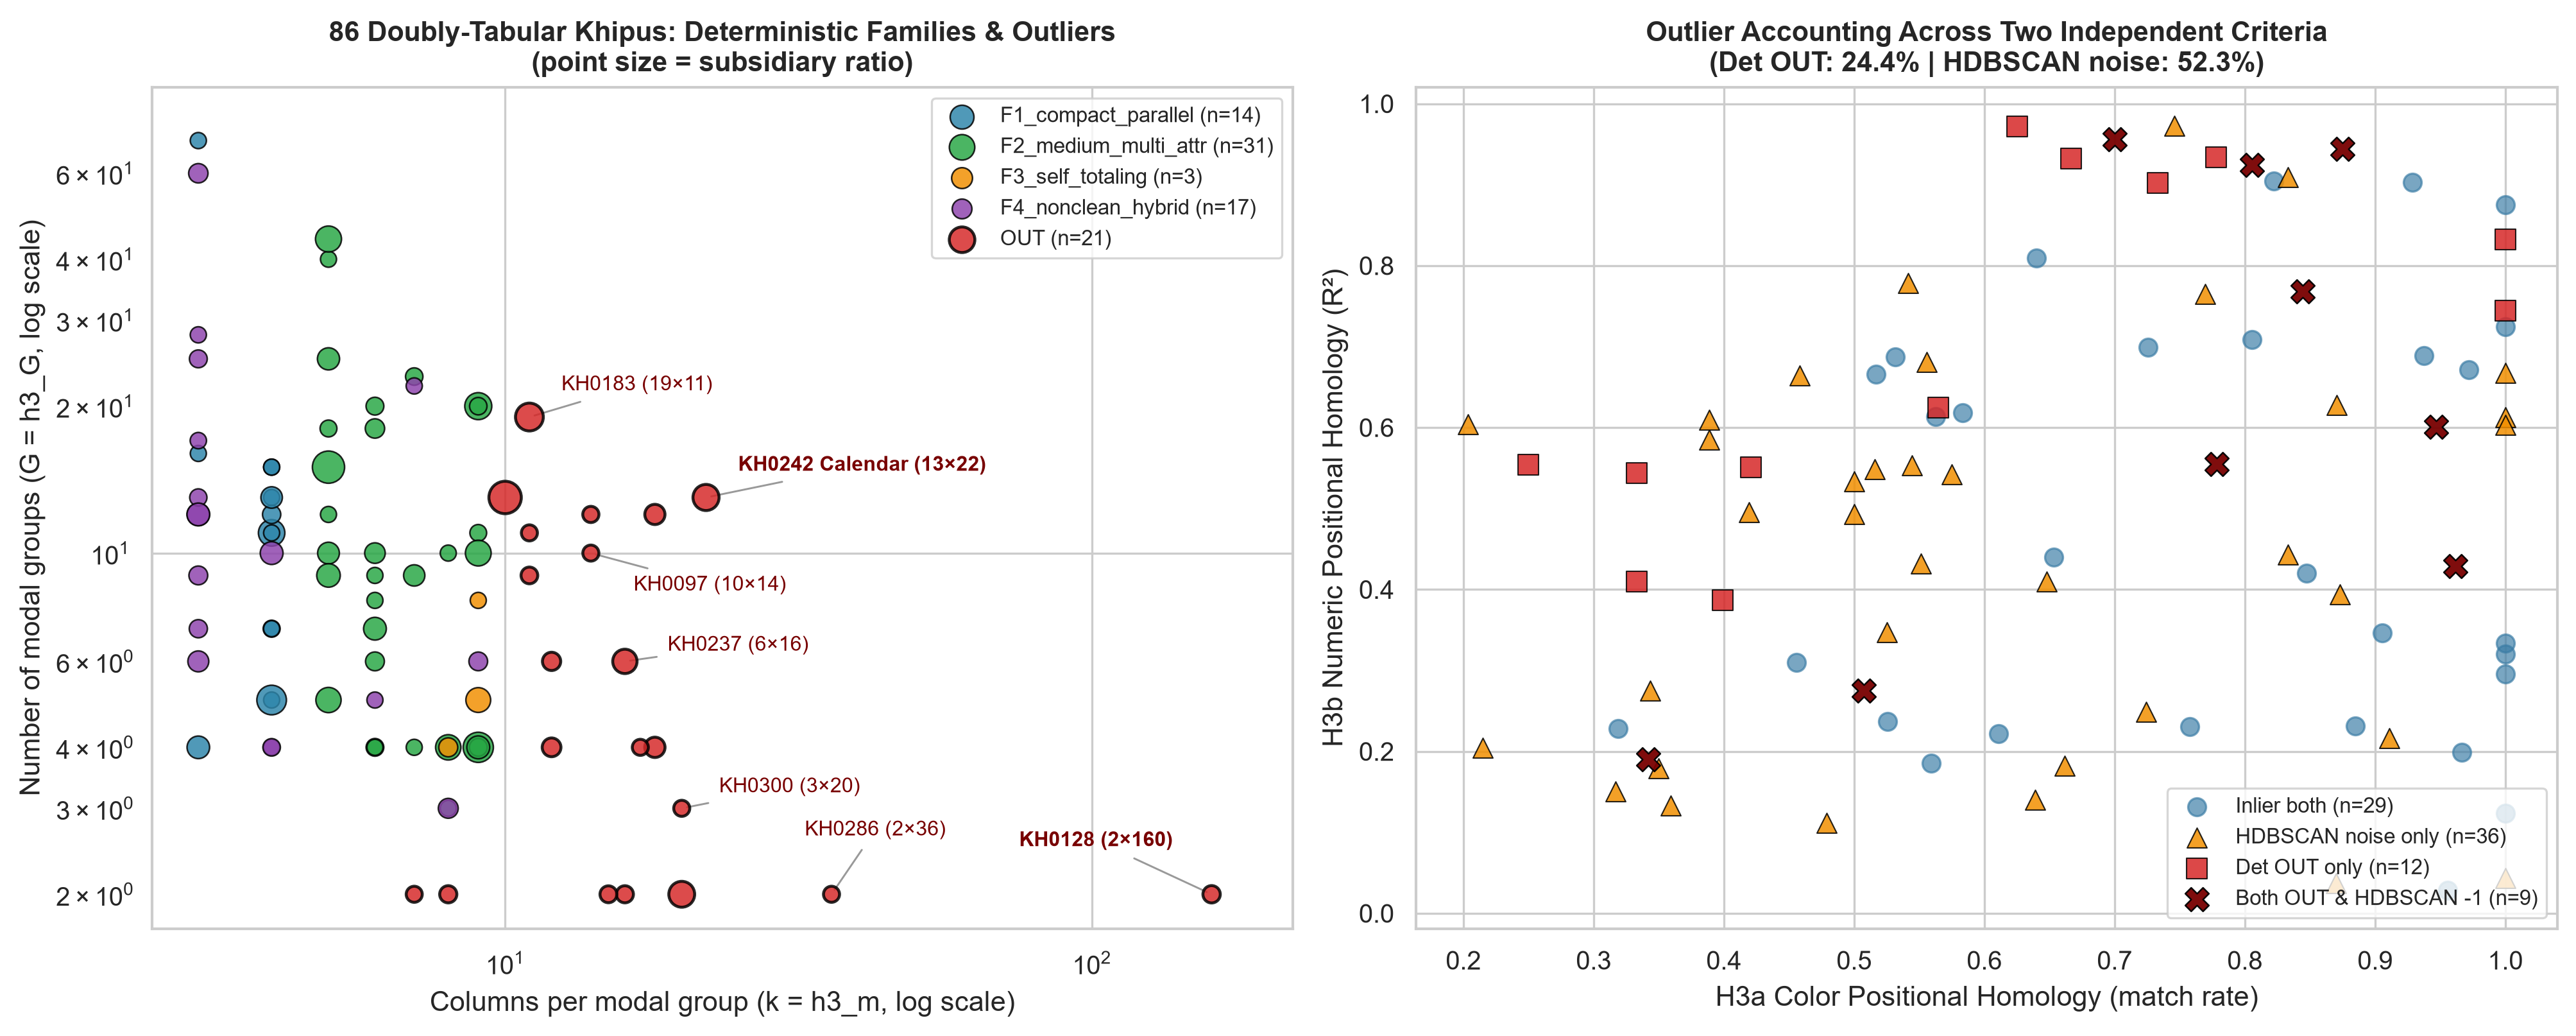 86 Doubly-Tabular Khipus: Deterministic Families & Outliers
(point size = subsidiary ratio)
F1_compact_parallel (n=14)
F2_medium_multi_attr (n=31)
F3_self_totaling (n=3)
F4_nonclean_hybrid (n=17)
OUT (n=21)
KH0183 (19×11)
KH0242 Calendar (13×22)
KH0097 (10×14)
KH0237 (6×16)
KH0300 (3×20)
KH0286 (2×36)
KH0128 (2×160)
Number of modal groups (G = h3_G, log scale)
6 × 10¹
4 × 10¹
3 × 10¹
2 × 10¹
10¹
6 × 10⁰
4 × 10⁰
3 × 10⁰
2 × 10⁰
10¹ 10²
Columns per modal group (k = h3_m, log scale)
Outlier Accounting Across Two Independent Criteria
(Det OUT: 24.4% | HDBSCAN noise: 52.3%)
H3b Numeric Positional Homology (R²)
1.0
0.8
0.6
0.4
0.2
0.0
Inlier both (n=29)
HDBSCAN noise only (n=36)
Det OUT only (n=12)
Both OUT & HDBSCAN -1 (n=9)
0.2 0.3 0.4 0.5 0.6 0.7 0.8 0.9 1.0
H3a Color Positional Homology (match rate)